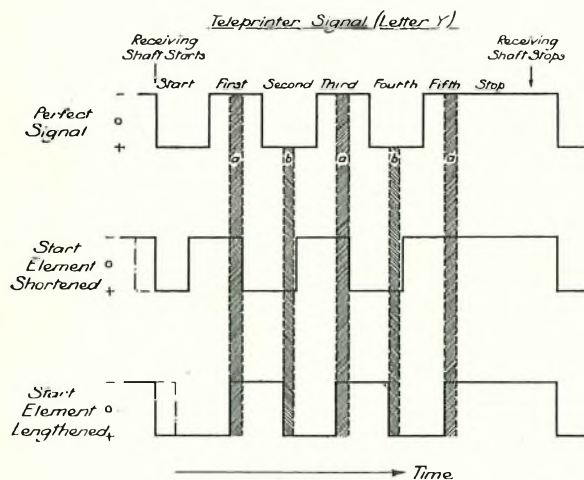 Teleprinter Signal (Letter Y)
Receiving
Shaft Starts
Receiving
Shaft Stops
Start First Second Third Fourth Fifth Stop
Perfect
Signal
-
o
+
a b a b a
Start
Element
Shortened
o
+
Start
Element
Lengthened
-
o
+
Time